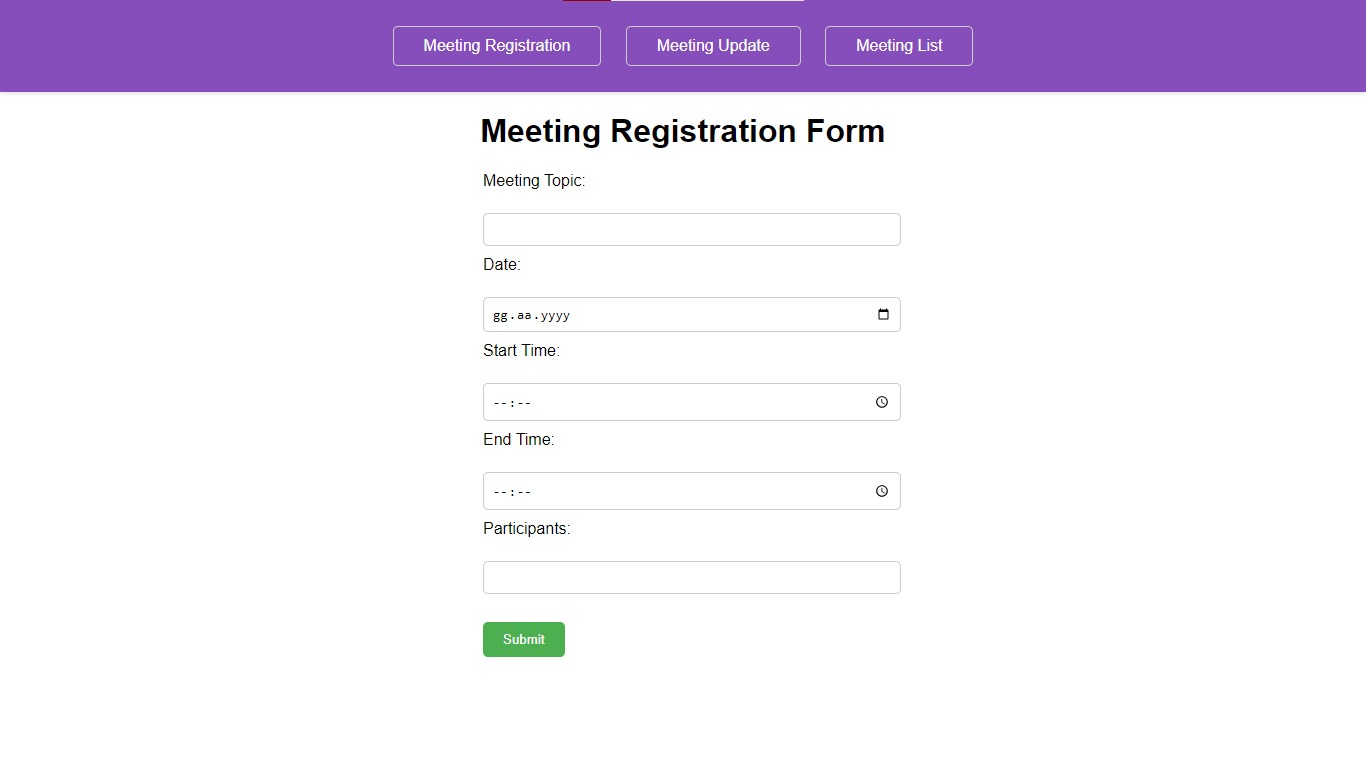 Meeting Registration Meeting Update Meeting List
Meeting Registration Form
Meeting Topic:
Date:
gg.aa.yyyy
Start Time:
--:--
End Time:
--:--
Participants:
Submit